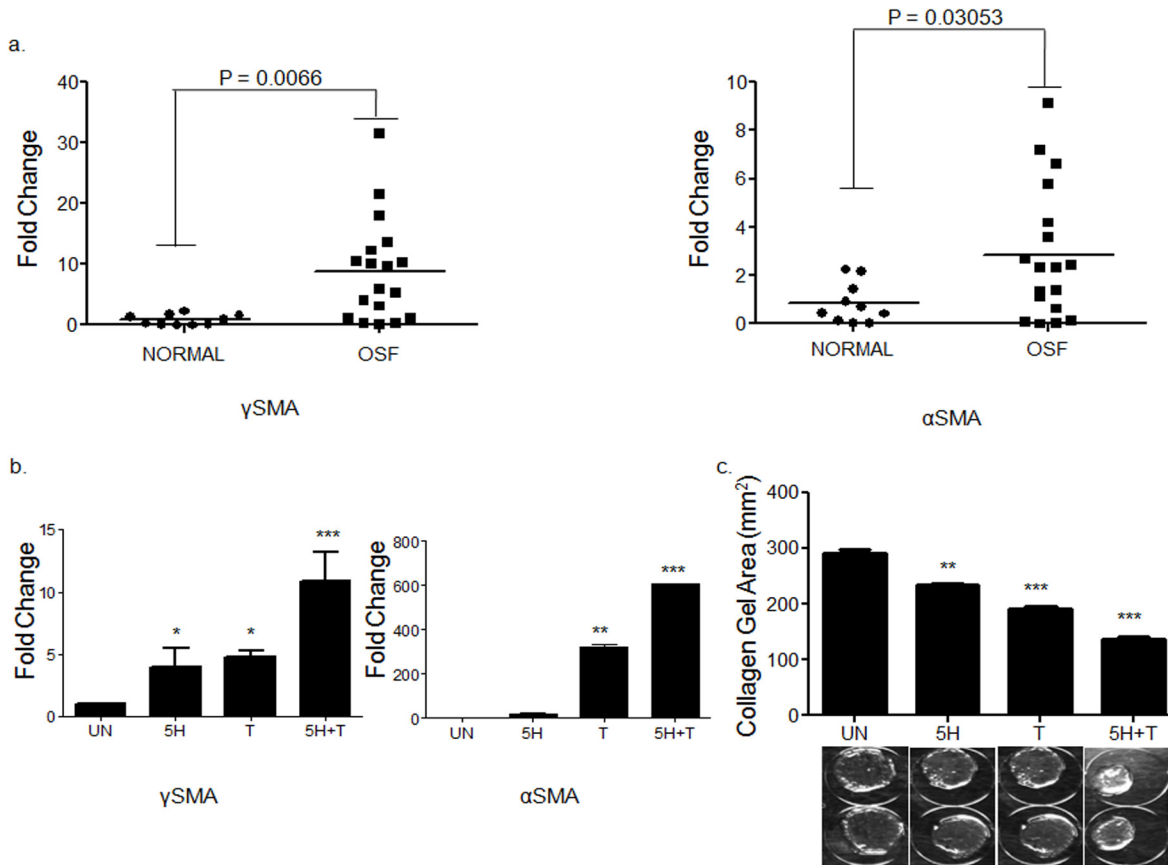 a.
P = 0.0066
Fold Change
40
30
20
10
0
NORMAL OSF
γSMA
P = 0.03053
Fold Change
10
8
6
4
2
0
NORMAL OSF
αSMA
b.
Fold Change
15
10
5
0
* * ***
UN 5H T 5H+T
γSMA
Fold Change
800
600
400
200
0
** ***
UN 5H T 5H+T
αSMA
c.
Collagen Gel Area (mm²)
400
300
200
100
0
** *** ***
UN 5H T 5H+T